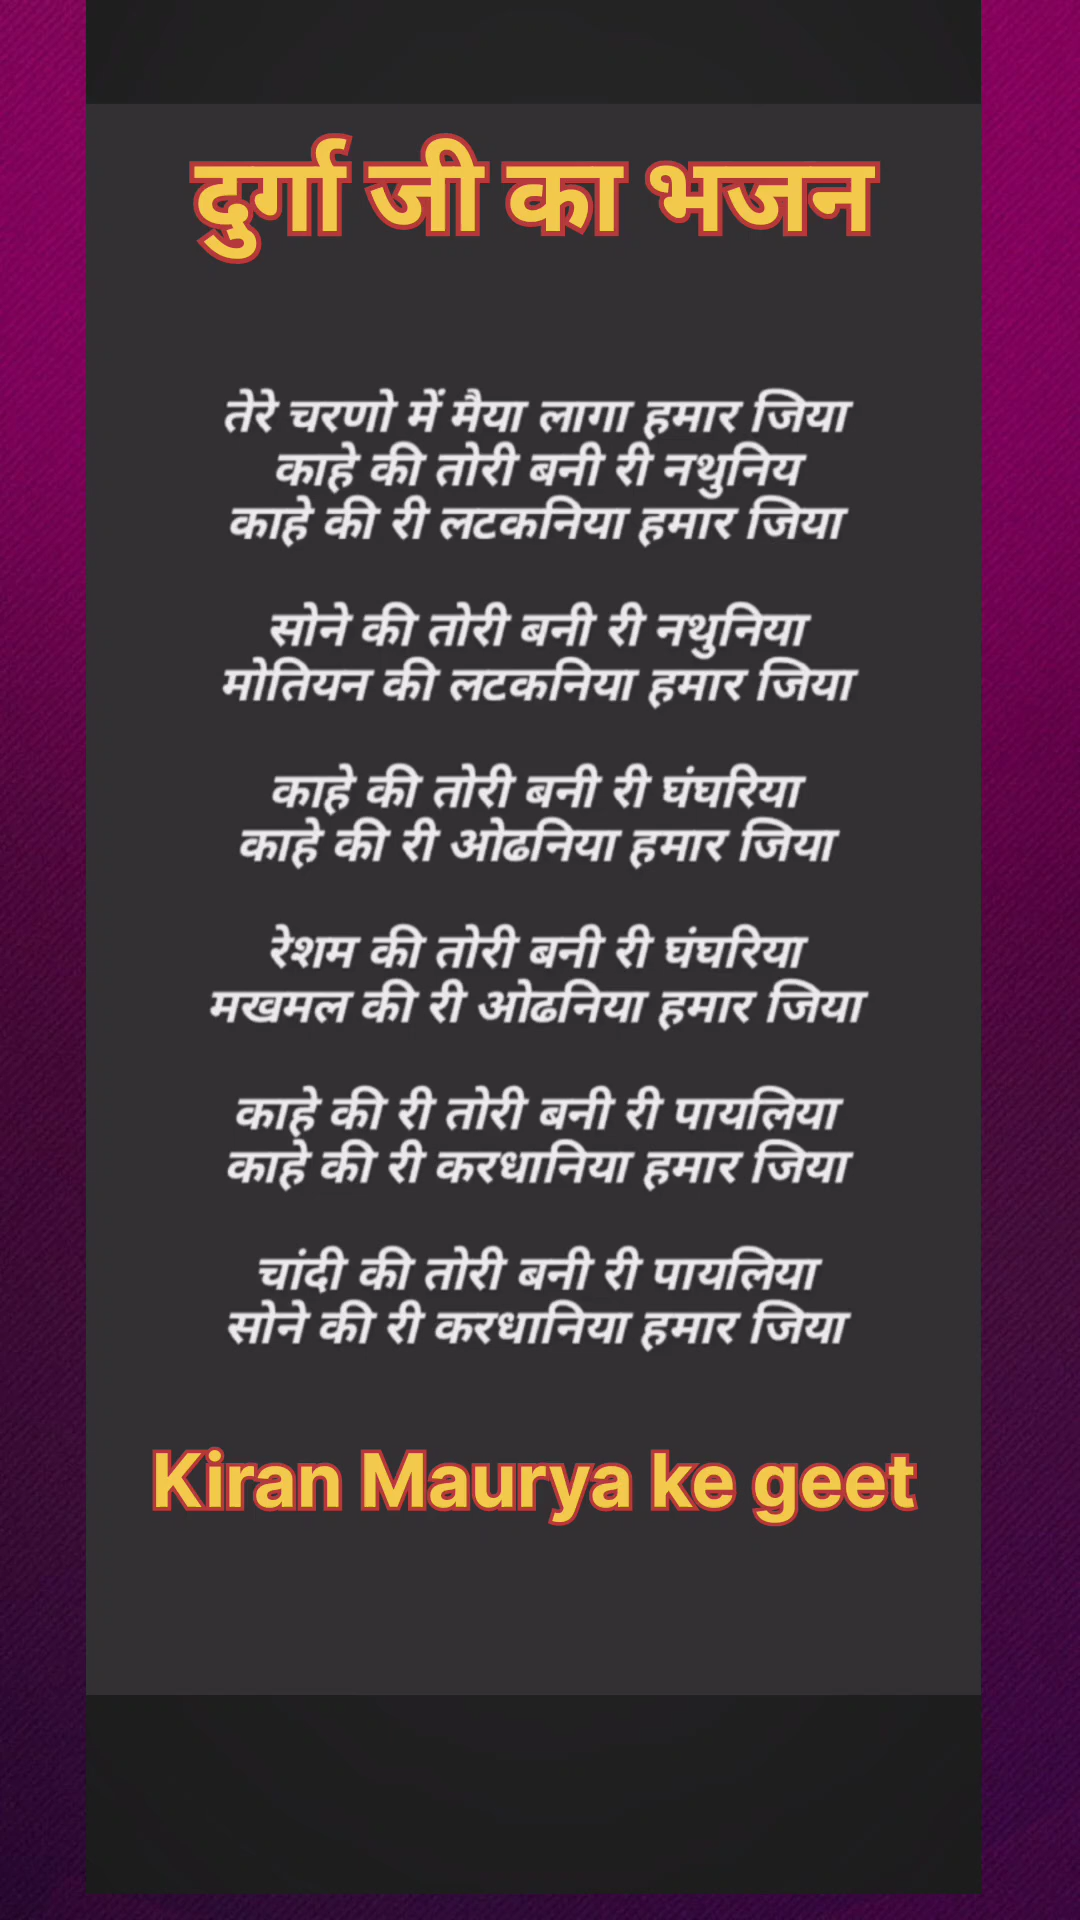 दुर्गा जी का भजन
तेरे चरणो में मैया लागा हमार जिया
काहे की तोरी बनी री नथुनिय
काहे की री लटकनिया हमार जिया
सोने की तोरी बनी री नथुनिया
मोतियन की लटकनिया हमार जिया
काहे की तोरी बनी री घंघरिया
काहे की री ओढनिया हमार जिया
रेशम की तोरी बनी री घंघरिया
मखमल की री ओढनिया हमार जिया
काहे की री तोरी बनी री पायलिया
काहे की री करधानिया हमार जिया
चांदी की तोरी बनी री पायलिया
सोने की री करधानिया हमार जिया
Kiran Maurya ke geet